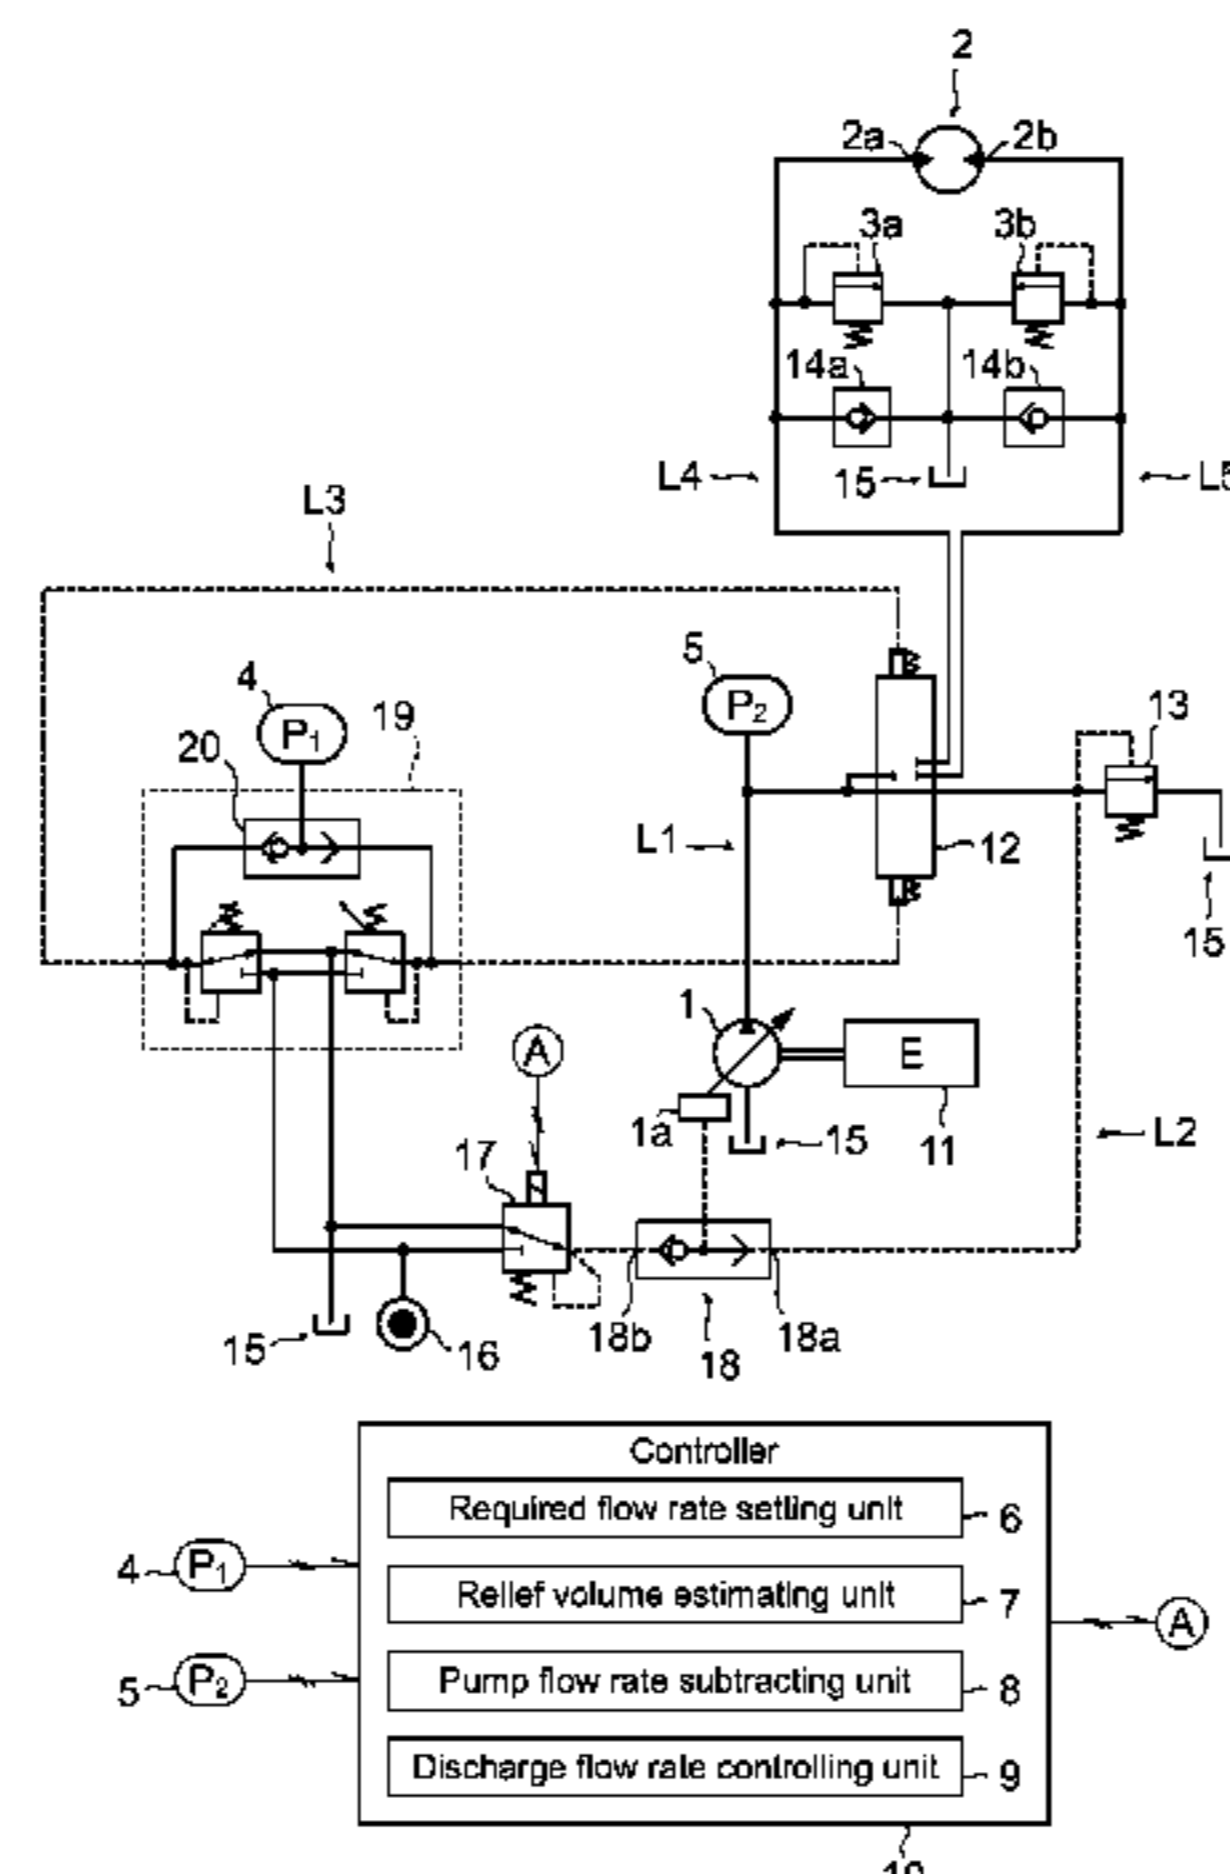 2
2a
2b
3a
3b
14a
14b
L4
15
L3
5
P2
4
P1
19
20
13
L1
12
15
1
E
A
1a
15
11
L2
17
15
16
18b
18
18a
Controller
Required flow rate setting unit
6
4
P1
Relief volume estimating unit
7
A
5
P2
Pump flow rate subtracting unit
8
Discharge flow rate controlling unit
9